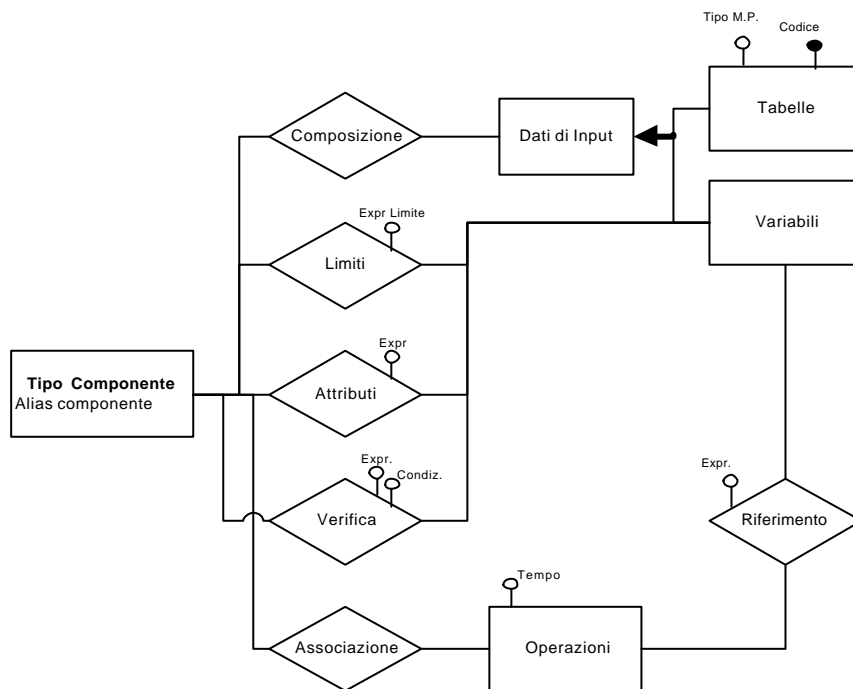 Tipo M.P.
Codice
Composizione
Dati di Input
Tabelle
Expr Limite
Limiti
Variabili
Expr
Tipo Componente
Alias componente
Attributi
Expr.
Condiz.
Verifica
Expr.
Riferimento
Tempo
Associazione
Operazioni